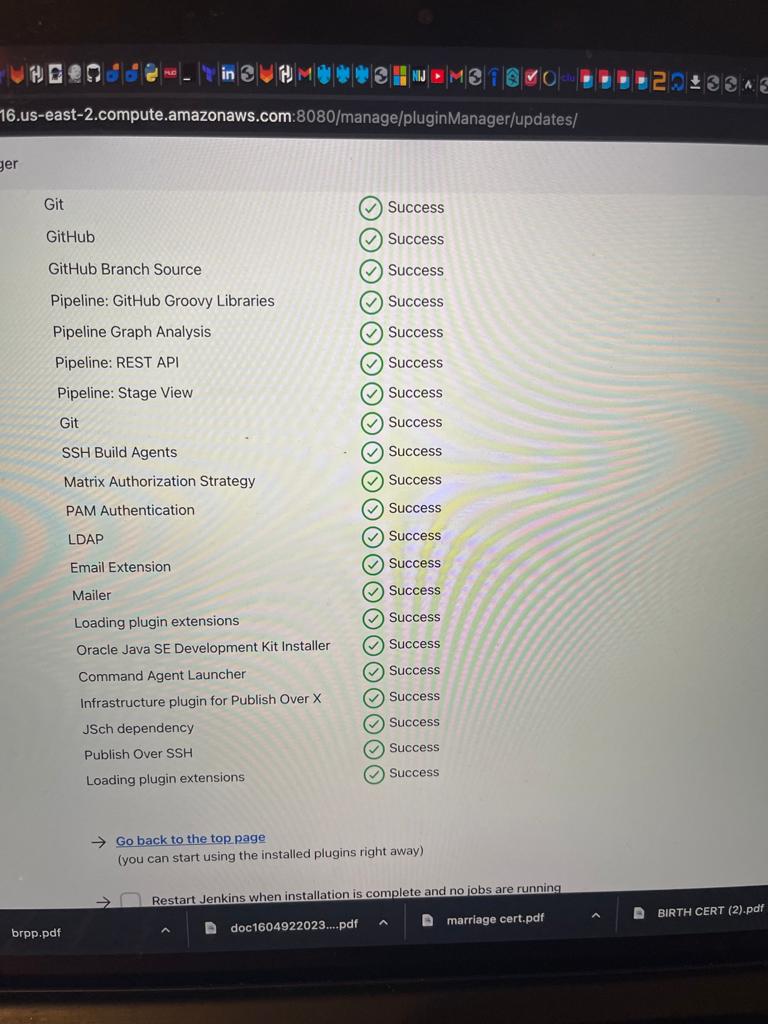 16.us-east-2.compute.amazonaws.com:8080/manage/pluginManager/updates/
ger
Git Success
GitHub Success
GitHub Branch Source Success
Pipeline: GitHub Groovy Libraries Success
Pipeline Graph Analysis Success
Pipeline: REST API Success
Pipeline: Stage View Success
Git Success
SSH Build Agents Success
Matrix Authorization Strategy Success
PAM Authentication Success
LDAP Success
Email Extension Success
Mailer Success
Loading plugin extensions Success
Oracle Java SE Development Kit Installer Success
Command Agent Launcher Success
Infrastructure plugin for Publish Over X Success
JSch dependency Success
Publish Over SSH Success
Loading plugin extensions Success
→ Go back to the top page
(you can start using the installed plugins right away)
→ Restart Jenkins when installation is complete and no jobs are running
brpp.pdf doc1604922023....pdf marriage cert.pdf BIRTH CERT (2).pdf